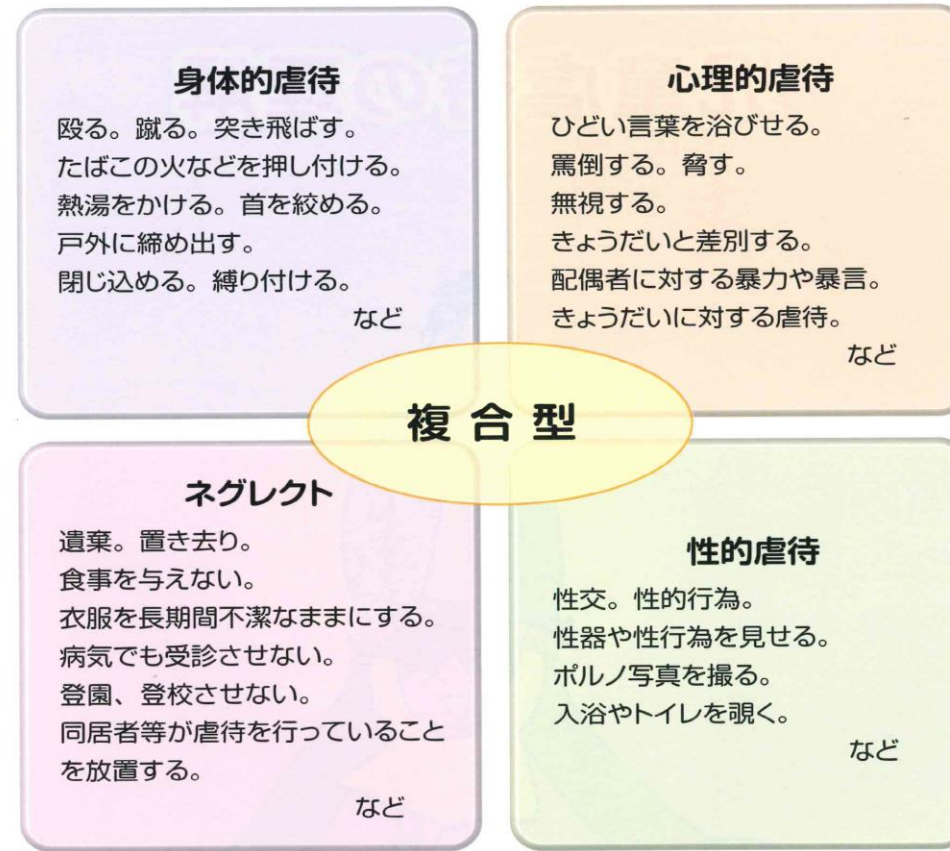 身体的虐待
殴る。蹴る。突き飛ばす。
たばこの火などを押し付ける。
熱湯をかける。首を絞める。
戸外に締め出す。
閉じ込める。縛り付ける。
など
心理的虐待
ひどい言葉を浴びせる。
罵倒する。脅す。
無視する。
きょうだいと差別する。
配偶者に対する暴力や暴言。
きょうだいに対する虐待。
など
複合型
ネグレクト
遺棄。置き去り。
食事を与えない。
衣服を長期間不潔なままにする。
病気でも受診させない。
登園、登校させない。
同居者等が虐待を行っていること
を放置する。
など
性的虐待
性交。性的行為。
性器や性行為を見せる。
ポルノ写真を撮る。
入浴やトイレを覗く。
など